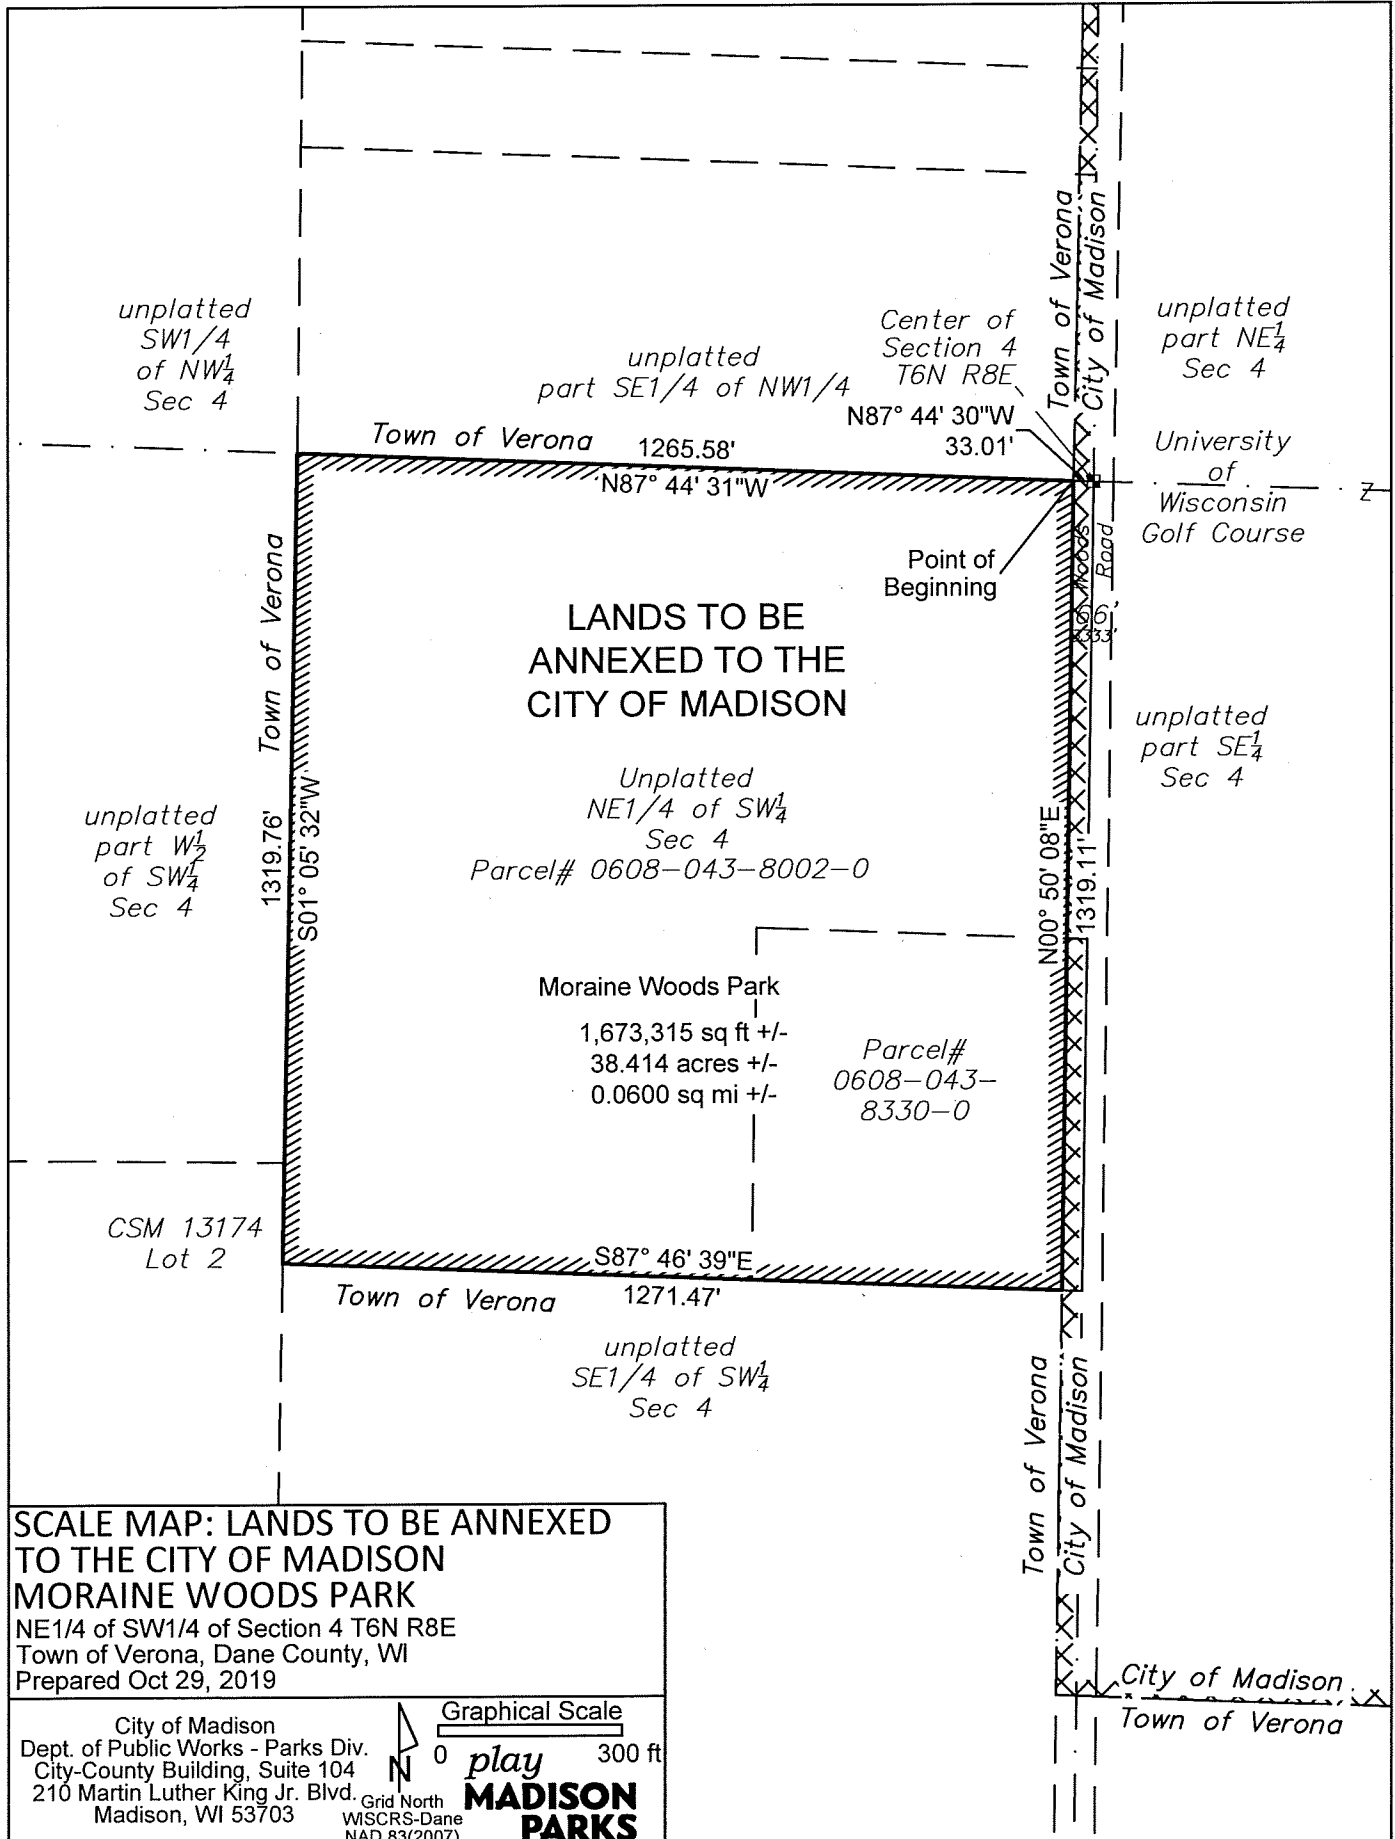 Town of Verona
City of Madison
unplatted
SW1/4
of NW1/4
Sec 4
unplatted
part SE1/4 of NW1/4
Center of
Section 4
T6N R8E
N87° 44' 30"W
33.01'
unplatted
part NE1/4
Sec 4
Town of Verona
1265.58'
N87° 44' 31"W
University
of
Wisconsin
Golf Course
Z
Point of
Beginning
Woods
Road
66'
33'33'
Town of Verona
LANDS TO BE
ANNEXED TO THE
CITY OF MADISON
unplatted
part SE1/4
Sec 4
Unplatted
NE1/4 of SW1/4
Sec 4
Parcel# 0608-043-8002-0
unplatted
part W1/2
of SW1/4
Sec 4
1319.76'
S01° 05' 32"W
N00° 50' 08"E
1319.11'
Moraine Woods Park
1,673,315 sq ft +/-
38.414 acres +/-
0.0600 sq mi +/-
Parcel#
0608-043-
8330-0
CSM 13174
Lot 2
S87° 46' 39"E
Town of Verona
1271.47'
unplatted
SE1/4 of SW1/4
Sec 4
Town of Verona
City of Madison
City of Madison
Town of Verona
SCALE MAP: LANDS TO BE ANNEXED
TO THE CITY OF MADISON
MORAINE WOODS PARK
NE1/4 of SW1/4 of Section 4 T6N R8E
Town of Verona, Dane County, WI
Prepared Oct 29, 2019
City of Madison
Dept. of Public Works - Parks Div.
City-County Building, Suite 104
210 Martin Luther King Jr. Blvd.
Madison, WI 53703
N
Grid North
WISCRS-Dane
NAD 83(2007)
Graphical Scale
0 300 ft
play
MADISON
PARKS